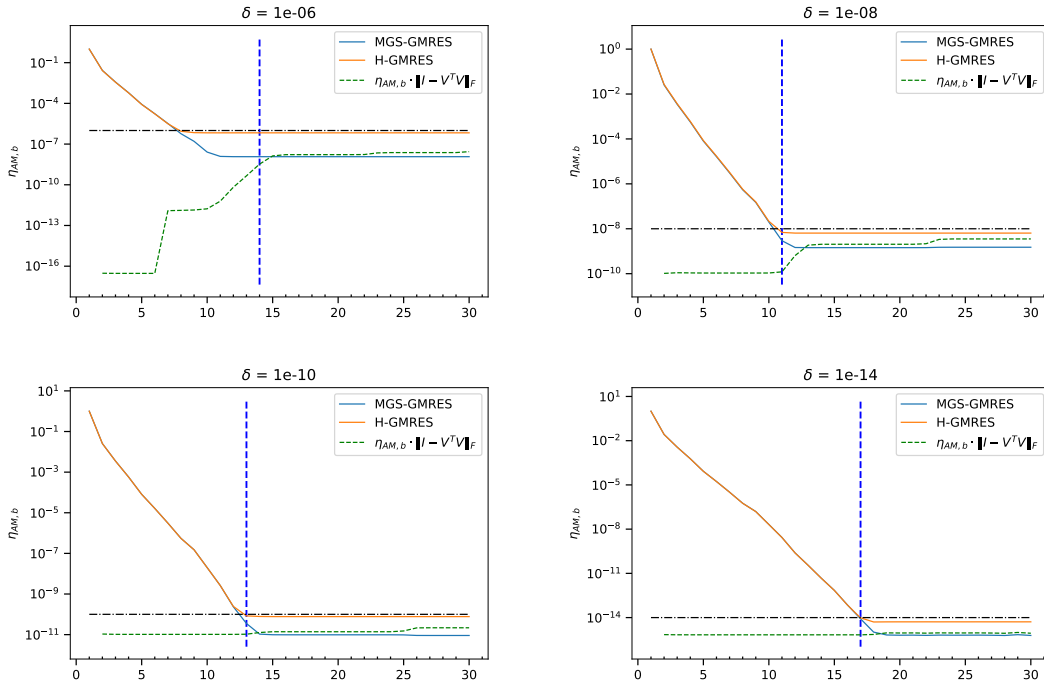 δ = 1e-06
MGS-GMRES
H-GMRES
η_{AM, b} · ‖I − V^T V‖_F
η_{AM, b}
10^{-1}
10^{-4}
10^{-7}
10^{-10}
10^{-13}
10^{-16}
0 5 10 15 20 25 30
δ = 1e-08
MGS-GMRES
H-GMRES
η_{AM, b} · ‖I − V^T V‖_F
η_{AM, b}
10^{0}
10^{-2}
10^{-4}
10^{-6}
10^{-8}
10^{-10}
0 5 10 15 20 25 30
δ = 1e-10
MGS-GMRES
H-GMRES
η_{AM, b} · ‖I − V^T V‖_F
η_{AM, b}
10^{1}
10^{-1}
10^{-3}
10^{-5}
10^{-7}
10^{-9}
10^{-11}
0 5 10 15 20 25 30
δ = 1e-14
MGS-GMRES
H-GMRES
η_{AM, b} · ‖I − V^T V‖_F
η_{AM, b}
10^{1}
10^{-2}
10^{-5}
10^{-8}
10^{-11}
10^{-14}
0 5 10 15 20 25 30